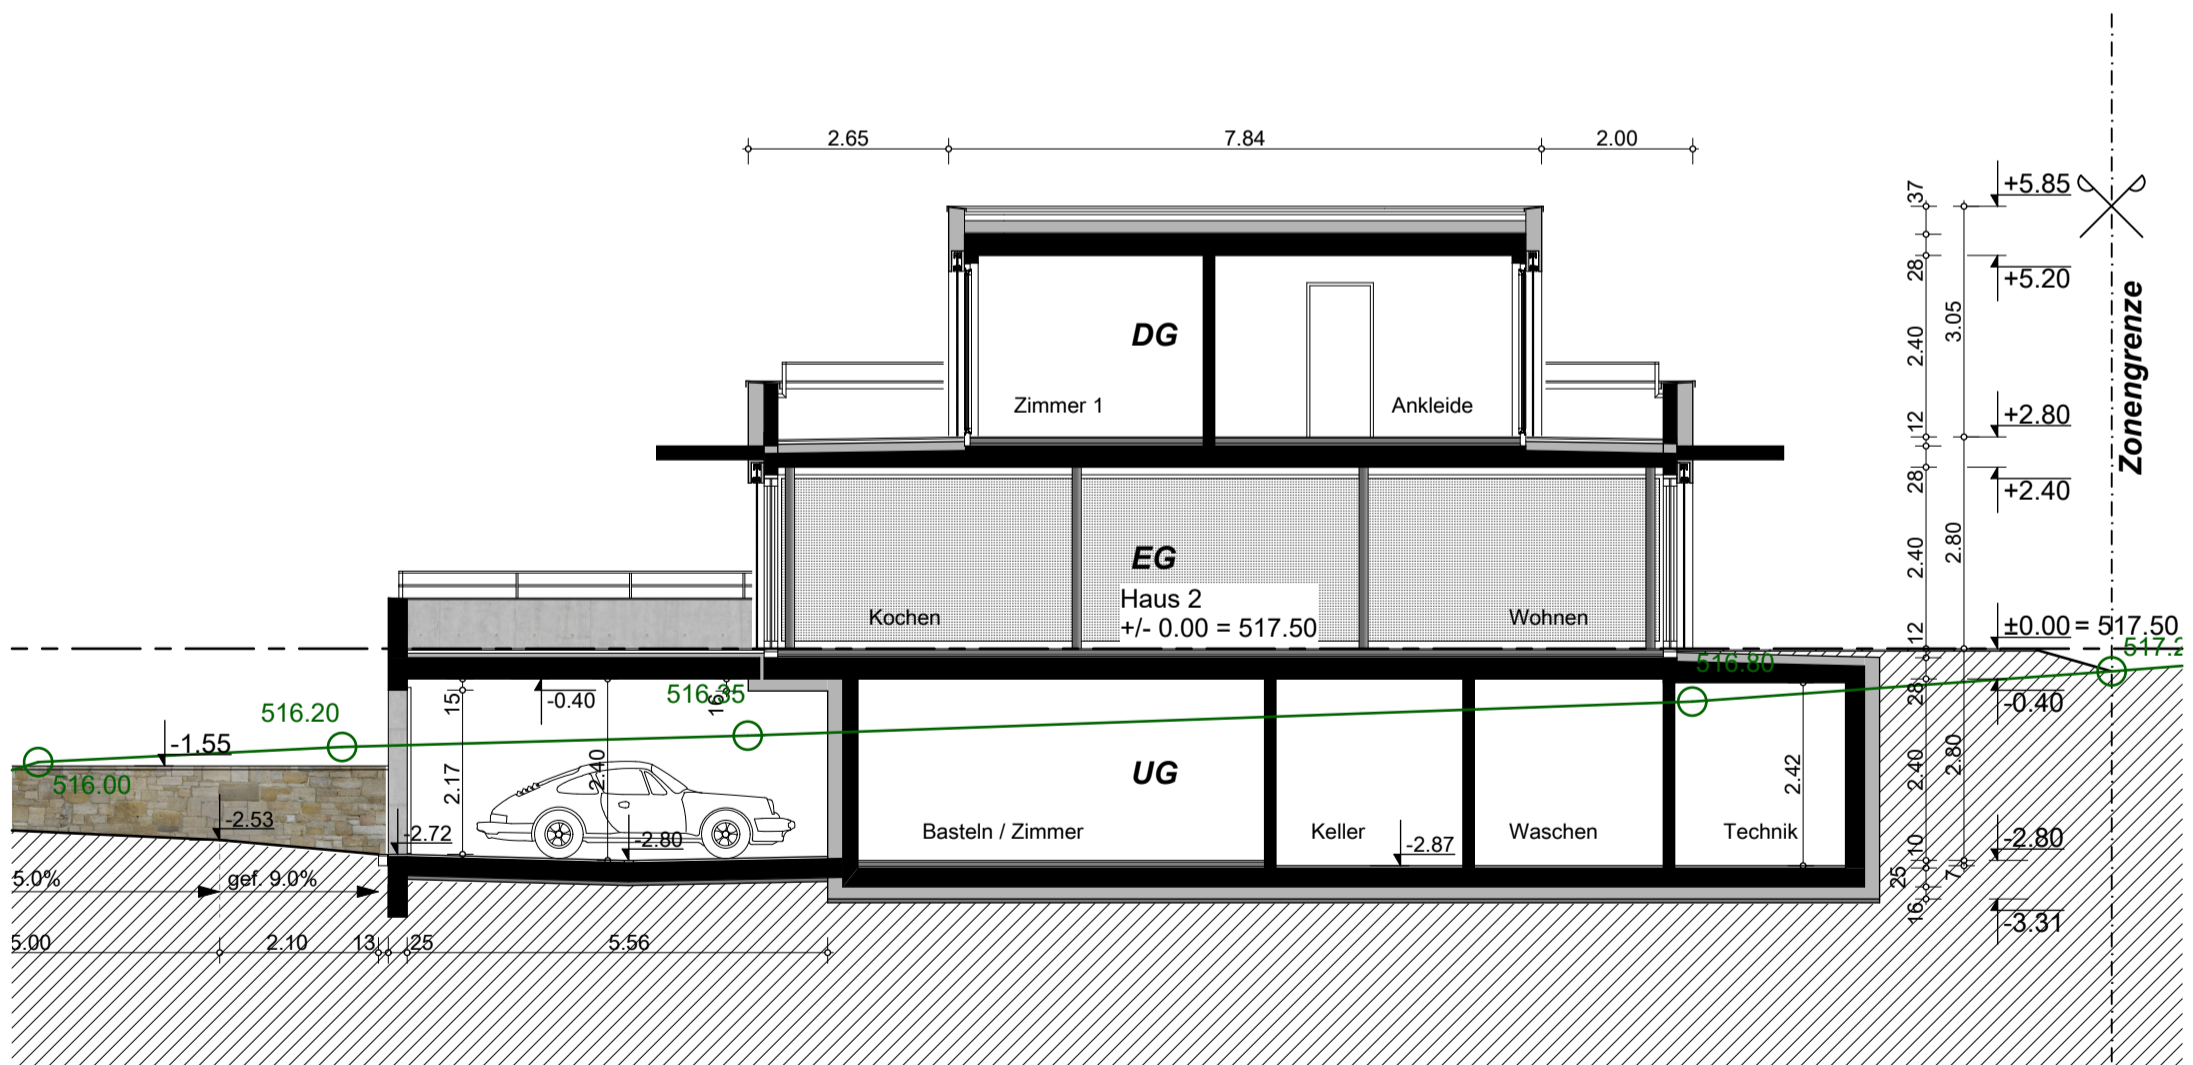 2.65 7.84 2.00
37 +5.85
28 +5.20
2.40 3.05
Zonengrenze
DG
Zimmer 1 Ankleide
12 +2.80
28 +2.40
2.40 2.80
EG
Haus 2
+/- 0.00 = 517.50
Kochen Wohnen
12 ±0.00 = 517.50
516.80
15 -0.40 516.35 16 28 -0.40
516.20
-1.55
516.00
2.17 2.40 UG 2.42 2.40 2.80
-2.53 -2.72 -2.80 Basteln / Zimmer Keller -2.87 Waschen Technik 10 -2.80
5.0% gef. 9.0% 25 7
16 -3.31
5.00 2.10 13 25 5.56